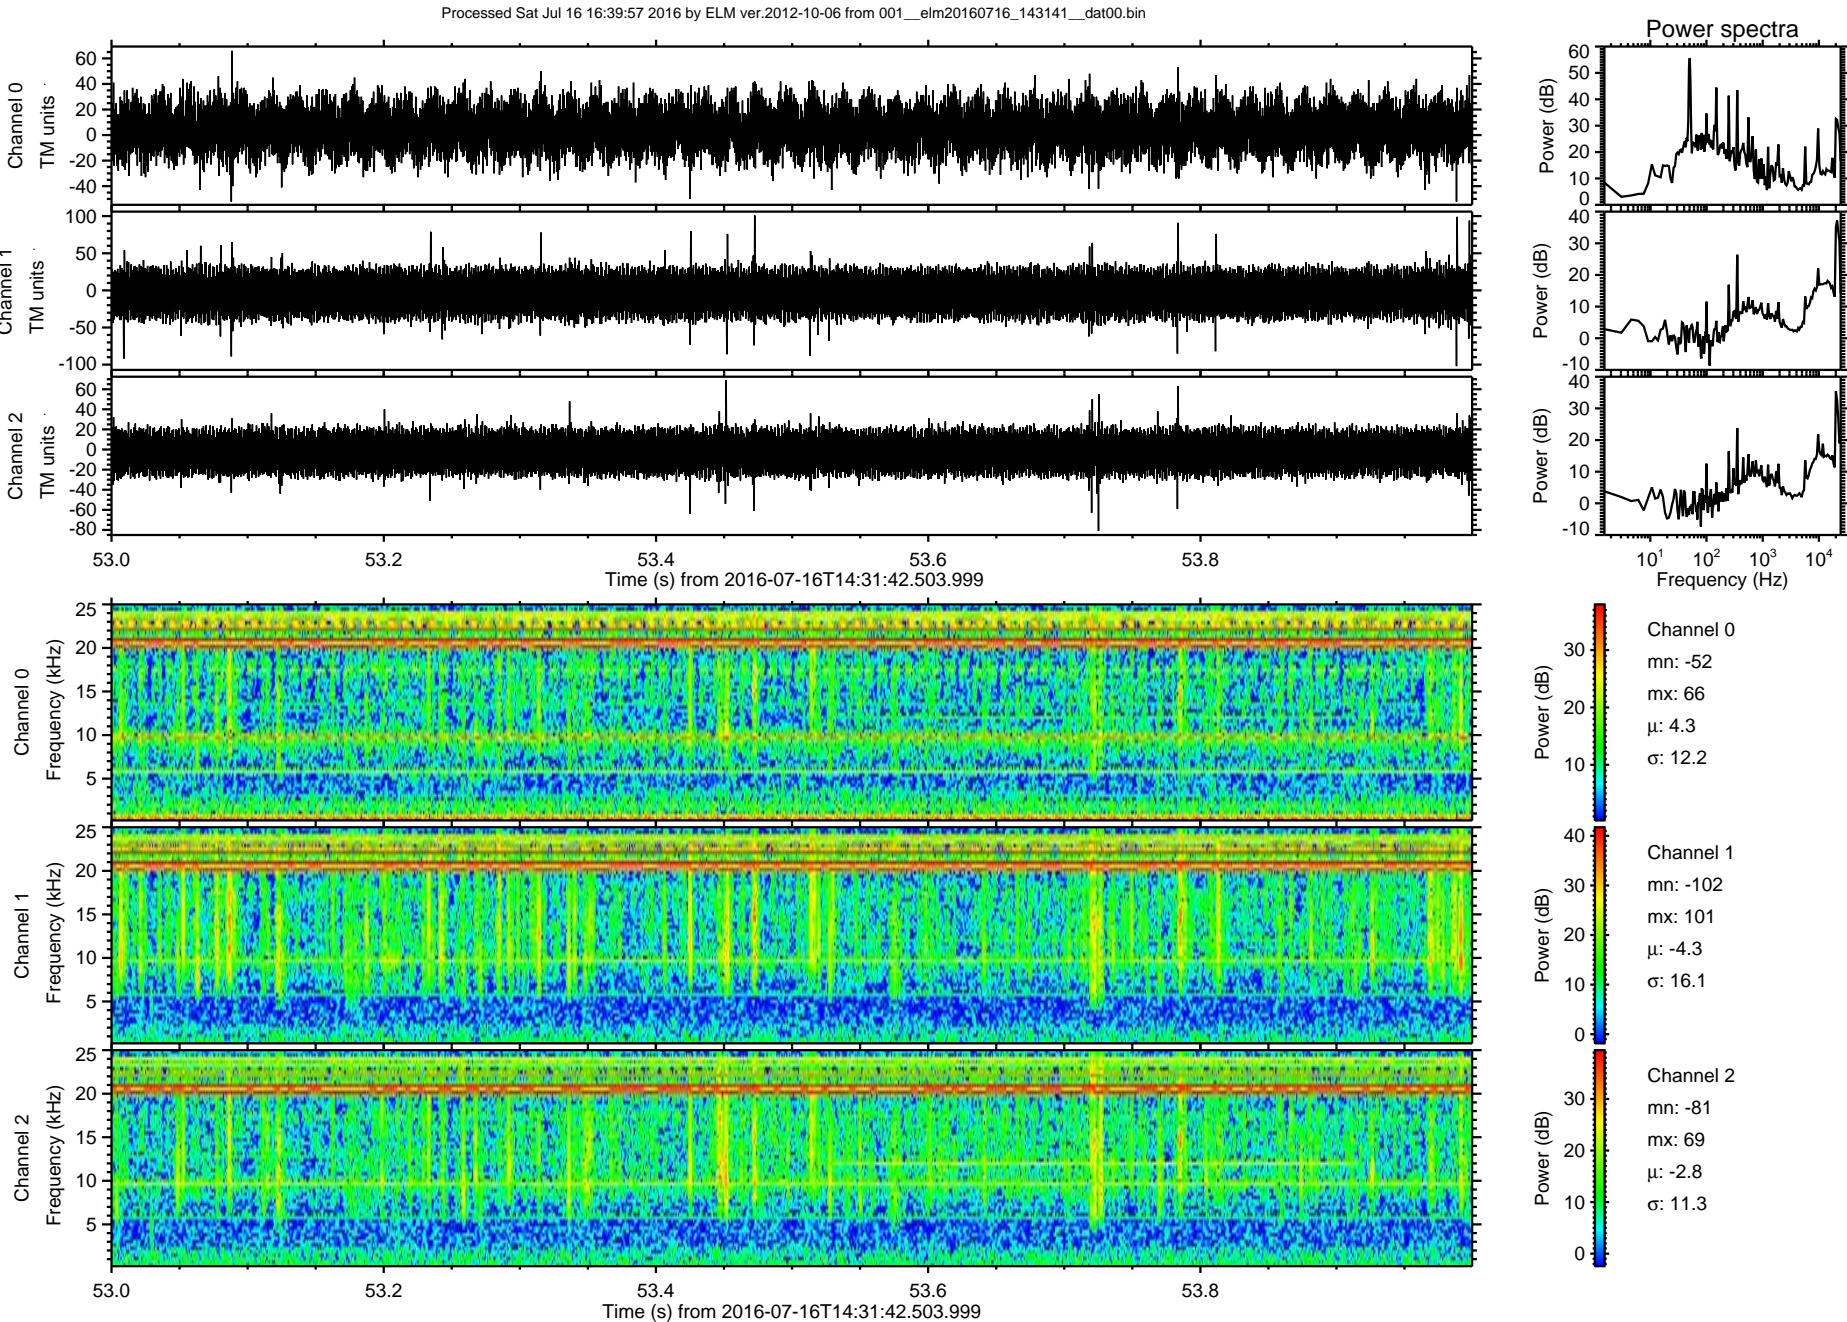 Processed Sat Jul 16 16:39:57 2016 by ELM ver.2012-10-06 from 001__elm20160716_143141__dat00.bin
Power spectra
Channel 0
TM units
60
40
20
0
-20
-40
Power (dB)
60
50
40
30
20
10
0
Channel 1
TM units
100
50
0
-50
-100
Power (dB)
40
30
20
10
0
-10
Channel 2
TM units
60
40
20
0
-20
-40
-60
-80
Power (dB)
40
30
20
10
0
-10
53.0 53.2 53.4 53.6 53.8
Time (s) from 2016-07-16T14:31:42.503.999
10^1 10^2 10^3 10^4
Frequency (Hz)
Channel 0
Frequency (kHz)
25
20
15
10
5
Power (dB)
30
20
10
Channel 0
mn: -52
mx: 66
μ: 4.3
σ: 12.2
Channel 1
Frequency (kHz)
25
20
15
10
5
Power (dB)
40
30
20
10
0
Channel 1
mn: -102
mx: 101
μ: -4.3
σ: 16.1
Channel 2
Frequency (kHz)
25
20
15
10
5
Power (dB)
30
20
10
0
Channel 2
mn: -81
mx: 69
μ: -2.8
σ: 11.3
53.0 53.2 53.4 53.6 53.8
Time (s) from 2016-07-16T14:31:42.503.999